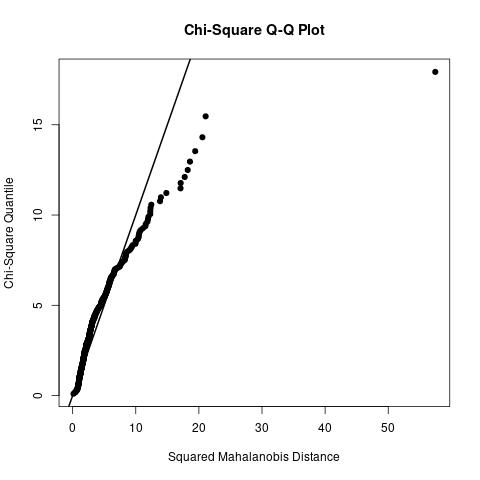 Chi-Square Q-Q Plot
Chi-Square Quantile
15
10
5
0
0 10 20 30 40 50
Squared Mahalanobis Distance